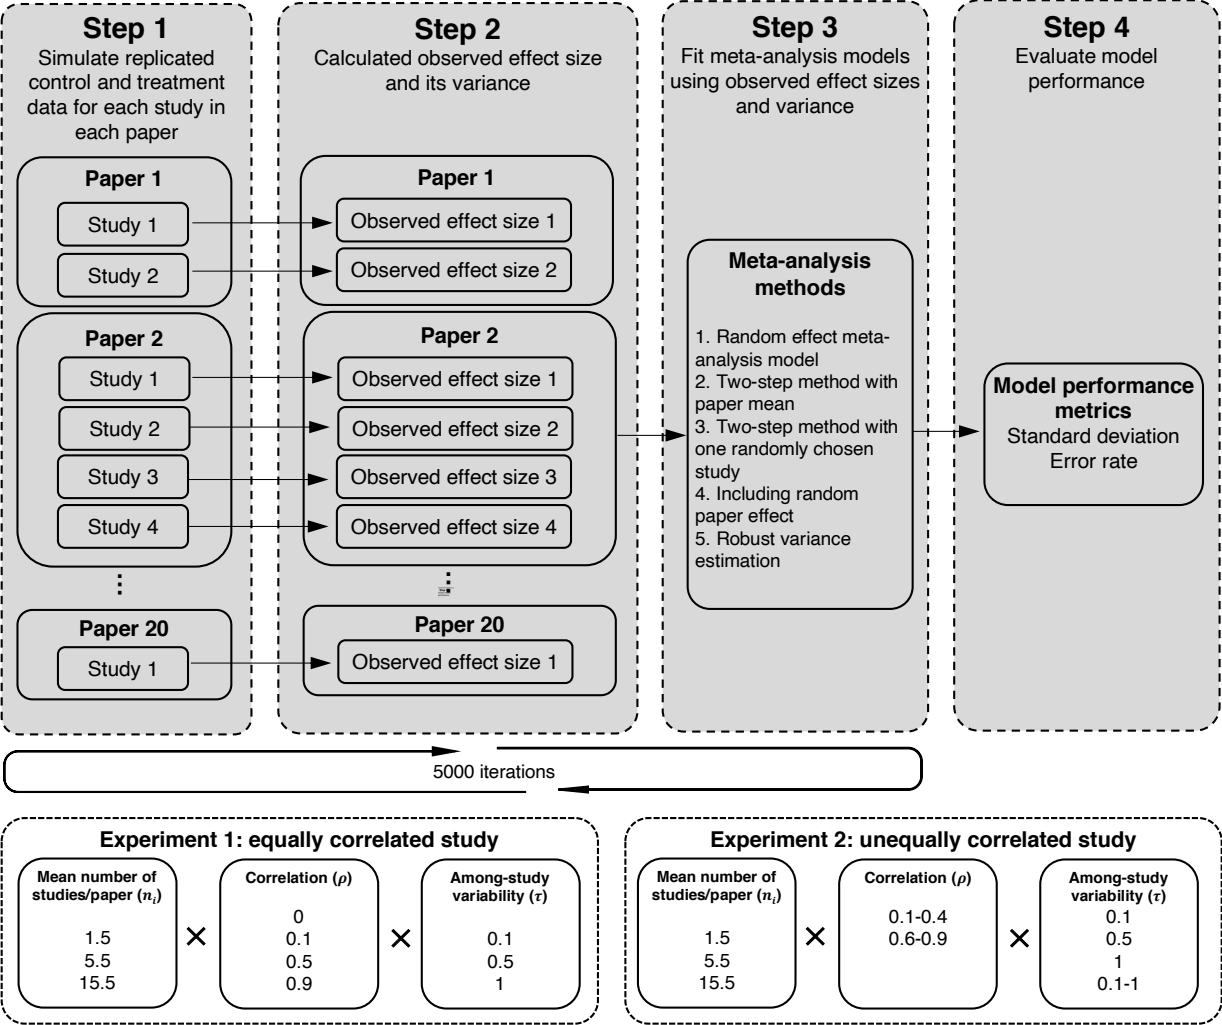 Step 1
Simulate replicated
control and treatment
data for each study in
each paper
Paper 1
Study 1
Study 2
Paper 2
Study 1
Study 2
Study 3
Study 4
⋮
Paper 20
Study 1
Step 2
Calculated observed effect size
and its variance
Paper 1
Observed effect size 1
Observed effect size 2
Paper 2
Observed effect size 1
Observed effect size 2
Observed effect size 3
Observed effect size 4
⋮
Paper 20
Observed effect size 1
Step 3
Fit meta-analysis models
using observed effect sizes
and variance
Meta-analysis
methods
1. Random effect meta-
analysis model
2. Two-step method with
paper mean
3. Two-step method with
one randomly chosen
study
4. Including random
paper effect
5. Robust variance
estimation
Step 4
Evaluate model
performance
Model performance
metrics
Standard deviation
Error rate
5000 iterations
Experiment 1: equally correlated study
Mean number of
studies/paper (nᵢ)
1.5
5.5
15.5
×
Correlation (ρ)
0
0.1
0.5
0.9
×
Among-study
variability (τ)
0.1
0.5
1
Experiment 2: unequally correlated study
Mean number of
studies/paper (nᵢ)
1.5
5.5
15.5
×
Correlation (ρ)
0.1-0.4
0.6-0.9
×
Among-study
variability (τ)
0.1
0.5
1
0.1-1